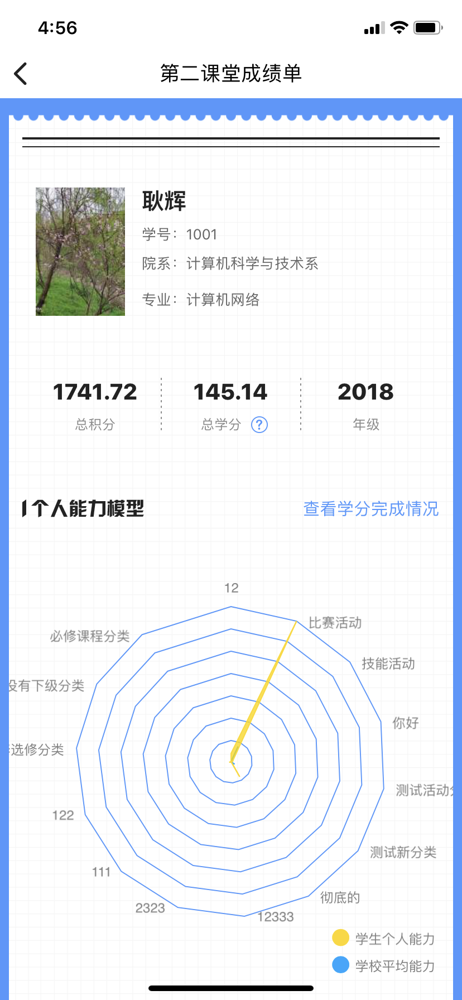 4:56
第二课堂成绩单
耿辉
学号：1001
院系：计算机科学与技术系
专业：计算机网络
1741.72 145.14 2018
总积分 总学分 ? 年级
个人能力模型 查看学分完成情况
12
比赛活动
必修课程分类
技能活动
没有下级分类
你好
选修分类
测试活动
122
测试新分类
111
彻底的
2323
12333
学生个人能力
学校平均能力